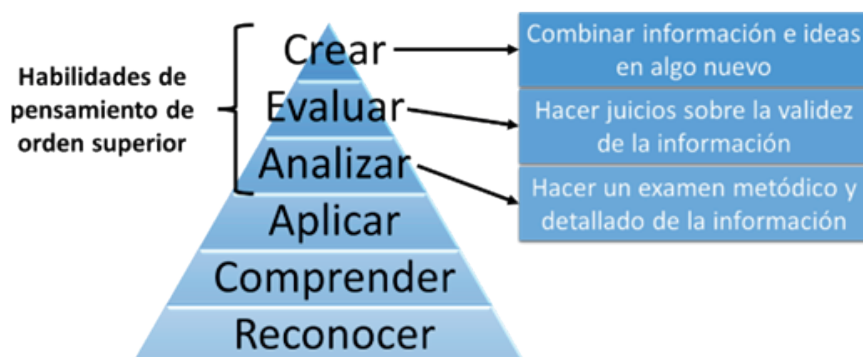 Habilidades de
pensamiento de
orden superior
Crear
Evaluar
Analizar
Aplicar
Comprender
Reconocer
Combinar información e ideas
en algo nuevo
Hacer juicios sobre la validez
de la información
Hacer un examen metódico y
detallado de la información